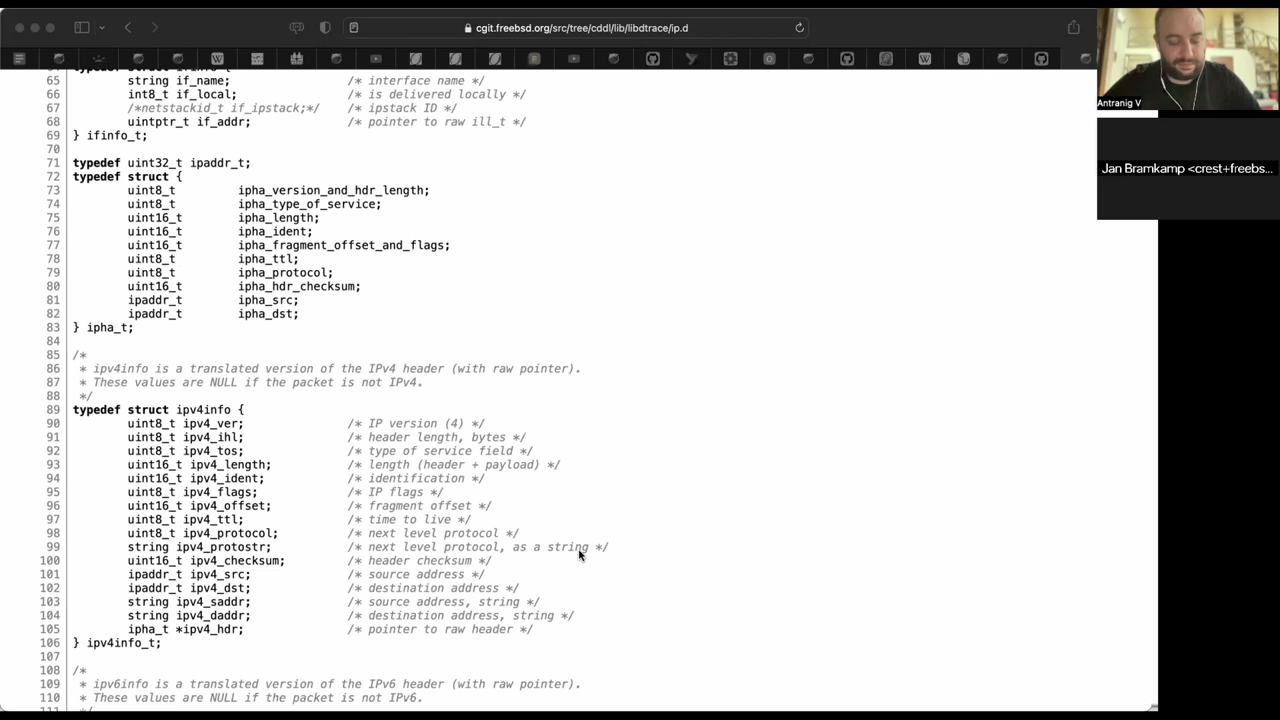 cgit.freebsd.org/src/tree/cddl/lib/libdtrace/ip.d
Antranig V
Jan Bramkamp <crest+freebs...
65 string if_name; /* interface name */
66 int8_t if_local; /* is delivered locally */
67 /*netstackid_t if_ipstack;*/ /* ipstack ID */
68 uintptr_t if_addr; /* pointer to raw ill_t */
69 } ifinfo_t;
70
71 typedef uint32_t ipaddr_t;
72 typedef struct {
73 uint8_t ipha_version_and_hdr_length;
74 uint8_t ipha_type_of_service;
75 uint16_t ipha_length;
76 uint16_t ipha_ident;
77 uint16_t ipha_fragment_offset_and_flags;
78 uint8_t ipha_ttl;
79 uint8_t ipha_protocol;
80 uint16_t ipha_hdr_checksum;
81 ipaddr_t ipha_src;
82 ipaddr_t ipha_dst;
83 } ipha_t;
84
85 /*
86 * ipv4info is a translated version of the IPv4 header (with raw pointer).
87 * These values are NULL if the packet is not IPv4.
88 */
89 typedef struct ipv4info {
90 uint8_t ipv4_ver; /* IP version (4) */
91 uint8_t ipv4_ihl; /* header length, bytes */
92 uint8_t ipv4_tos; /* type of service field */
93 uint16_t ipv4_length; /* length (header + payload) */
94 uint16_t ipv4_ident; /* identification */
95 uint8_t ipv4_flags; /* IP flags */
96 uint16_t ipv4_offset; /* fragment offset */
97 uint8_t ipv4_ttl; /* time to live */
98 uint8_t ipv4_protocol; /* next level protocol */
99 string ipv4_protostr; /* next level protocol, as a string */
100 uint16_t ipv4_checksum; /* header checksum */
101 ipaddr_t ipv4_src; /* source address */
102 ipaddr_t ipv4_dst; /* destination address */
103 string ipv4_saddr; /* source address, string */
104 string ipv4_daddr; /* destination address, string */
105 ipha_t *ipv4_hdr; /* pointer to raw header */
106 } ipv4info_t;
107
108 /*
109 * ipv6info is a translated version of the IPv6 header (with raw pointer).
110 * These values are NULL if the packet is not IPv6.